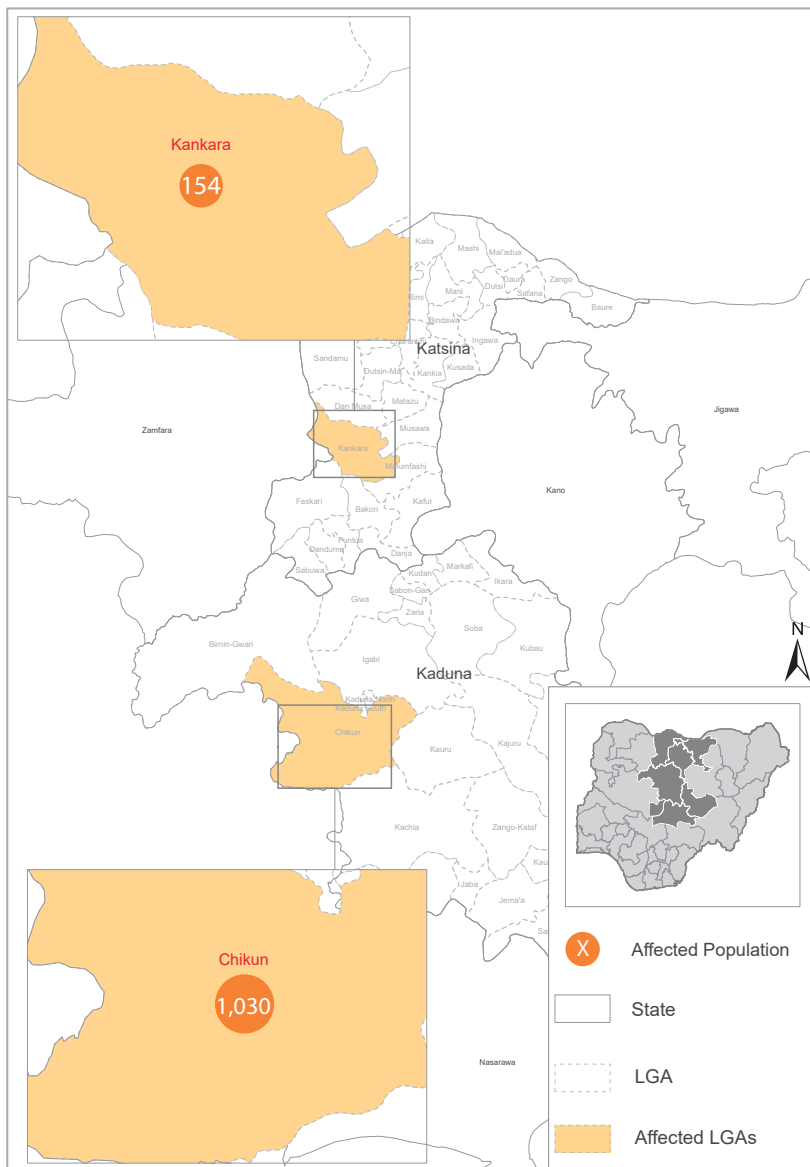 Kankara
154
Kaita
Mashi
Mai'adua
Daura
Zango
Dutsi
Safana
Rimi
Mani
Baure
Bindawa
Ingawa
Katsina
Sandamu
Dutsin-Ma
Kankia
Kusada
Dan Musa
Matazu
Jigawa
Zamfara
Musawa
Kankara
Malumfashi
Kano
Faskari
Bakori
Kafur
Funtua
Dandume
Danja
Sabuwa
Kudan
Markafi
Ikara
Sabon-Gari
Giwa
Zaria
Soba
N
Birnin-Gwari
Kubau
Igabi
Kaduna
Kaduna North
Kaduna South
Chikun
Kauru
Kajuru
Kachia
Zango-Kataf
Kau
Jaba
Jema'a
Sa
Chikun
1,030
Nasarawa
X Affected Population
State
LGA
Affected LGAs